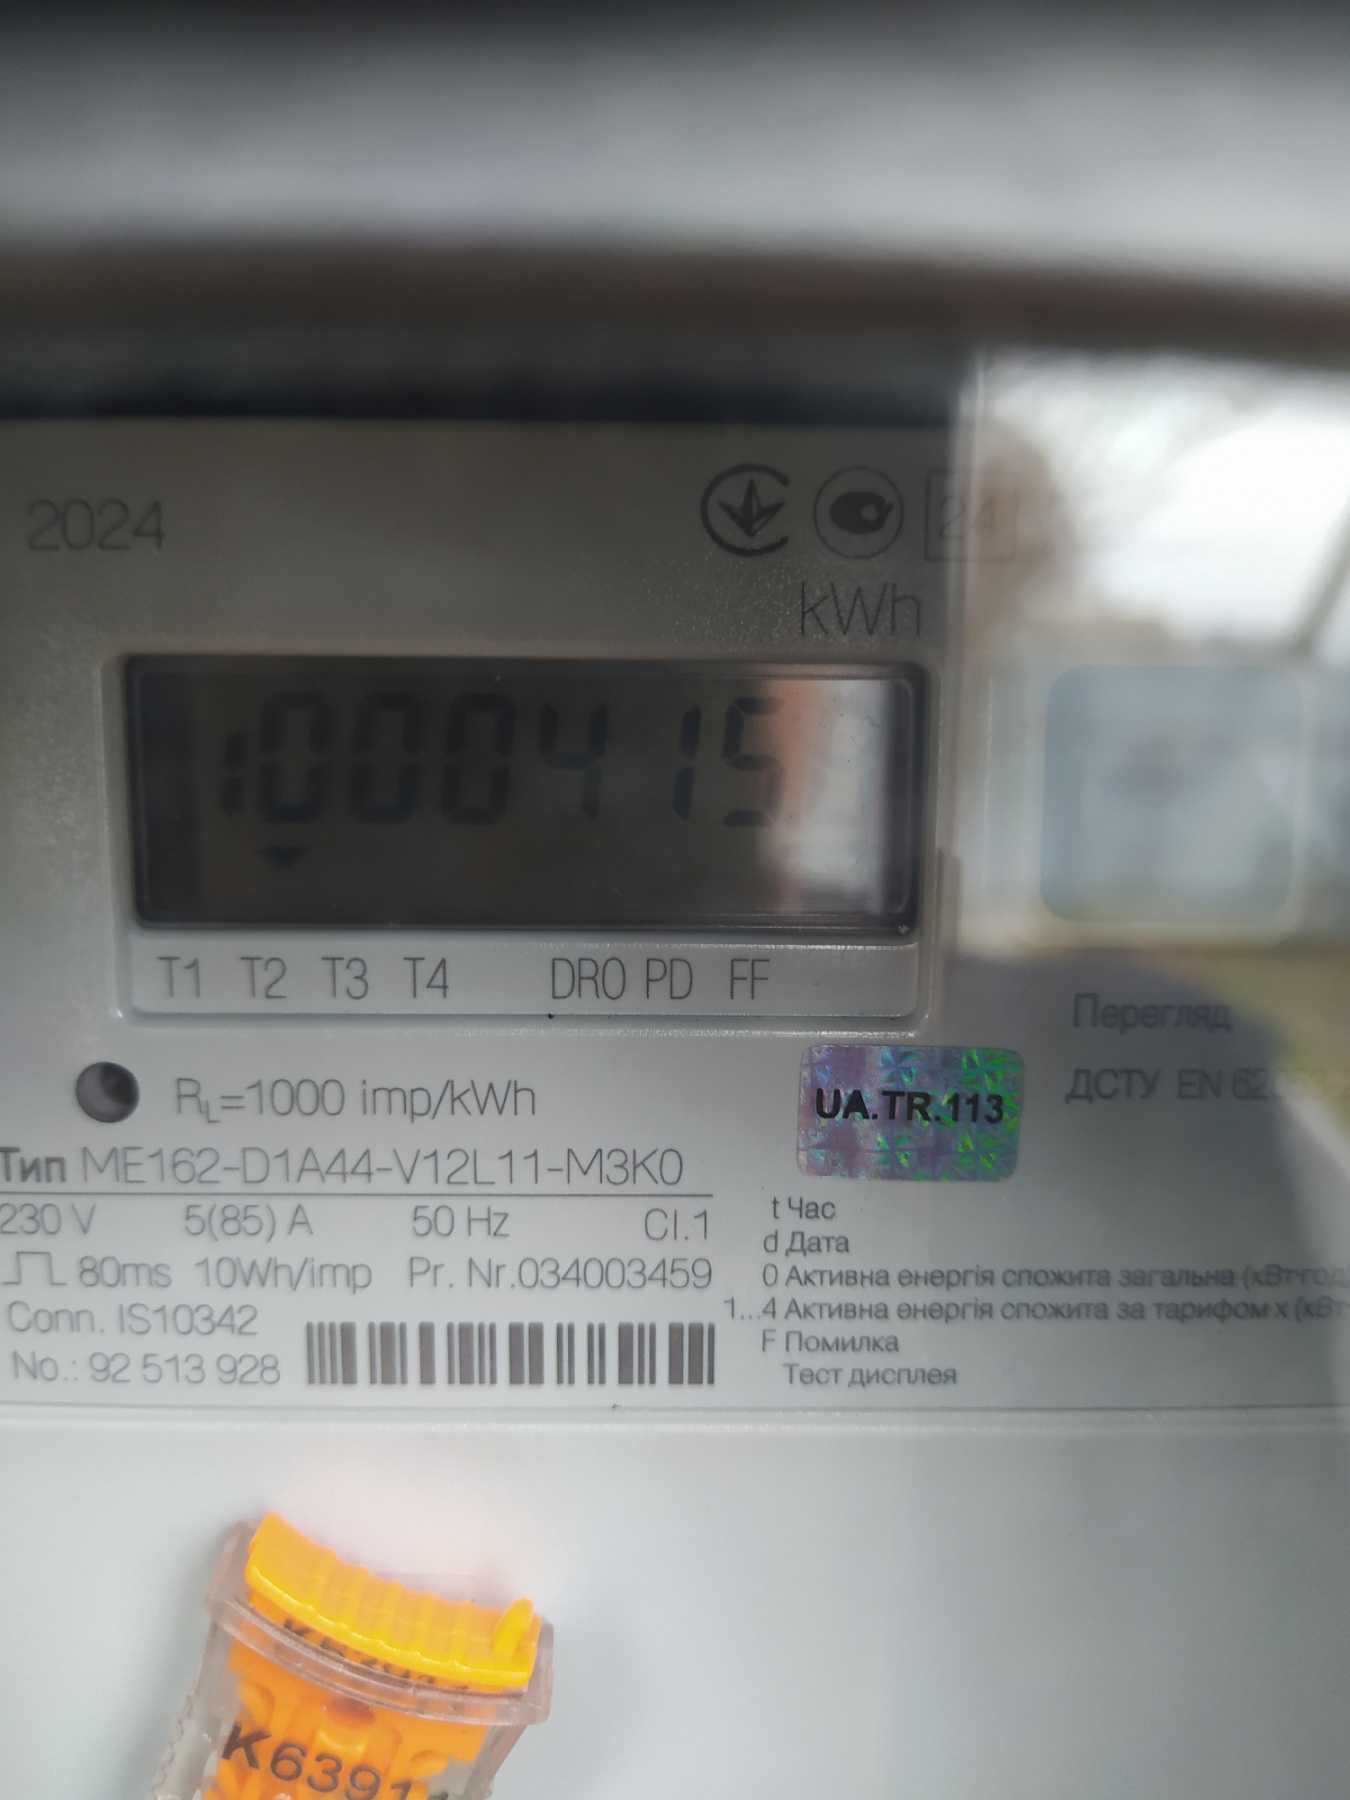 2024
24
kWh
1000415
T1 T2 T3 T4 DRO PD FF
Перегляд
RL=1000 imp/kWh
UA.TR.113
ДСТУ EN
Тип ME162-D1A44-V12L11-M3K0
230 V 5(85) A 50 Hz Cl.1
80ms 10Wh/imp Pr. Nr.034003459
Conn. IS10342
No.: 92 513 928
t Час
d Дата
0 Активна енергія спожита загальна
1...4 Активна енергія спожита за тарифом x
F Помилка
Тест дисплея